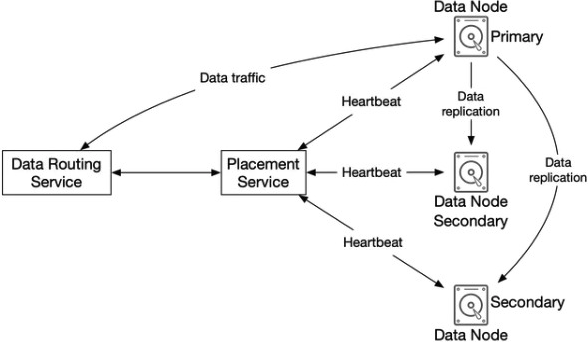 Data Node
Primary
Data traffic
Heartbeat
Data
replication
Data Routing
Service
Placement
Service
Heartbeat
Data Node
Secondary
Data
replication
Heartbeat
Secondary
Data Node